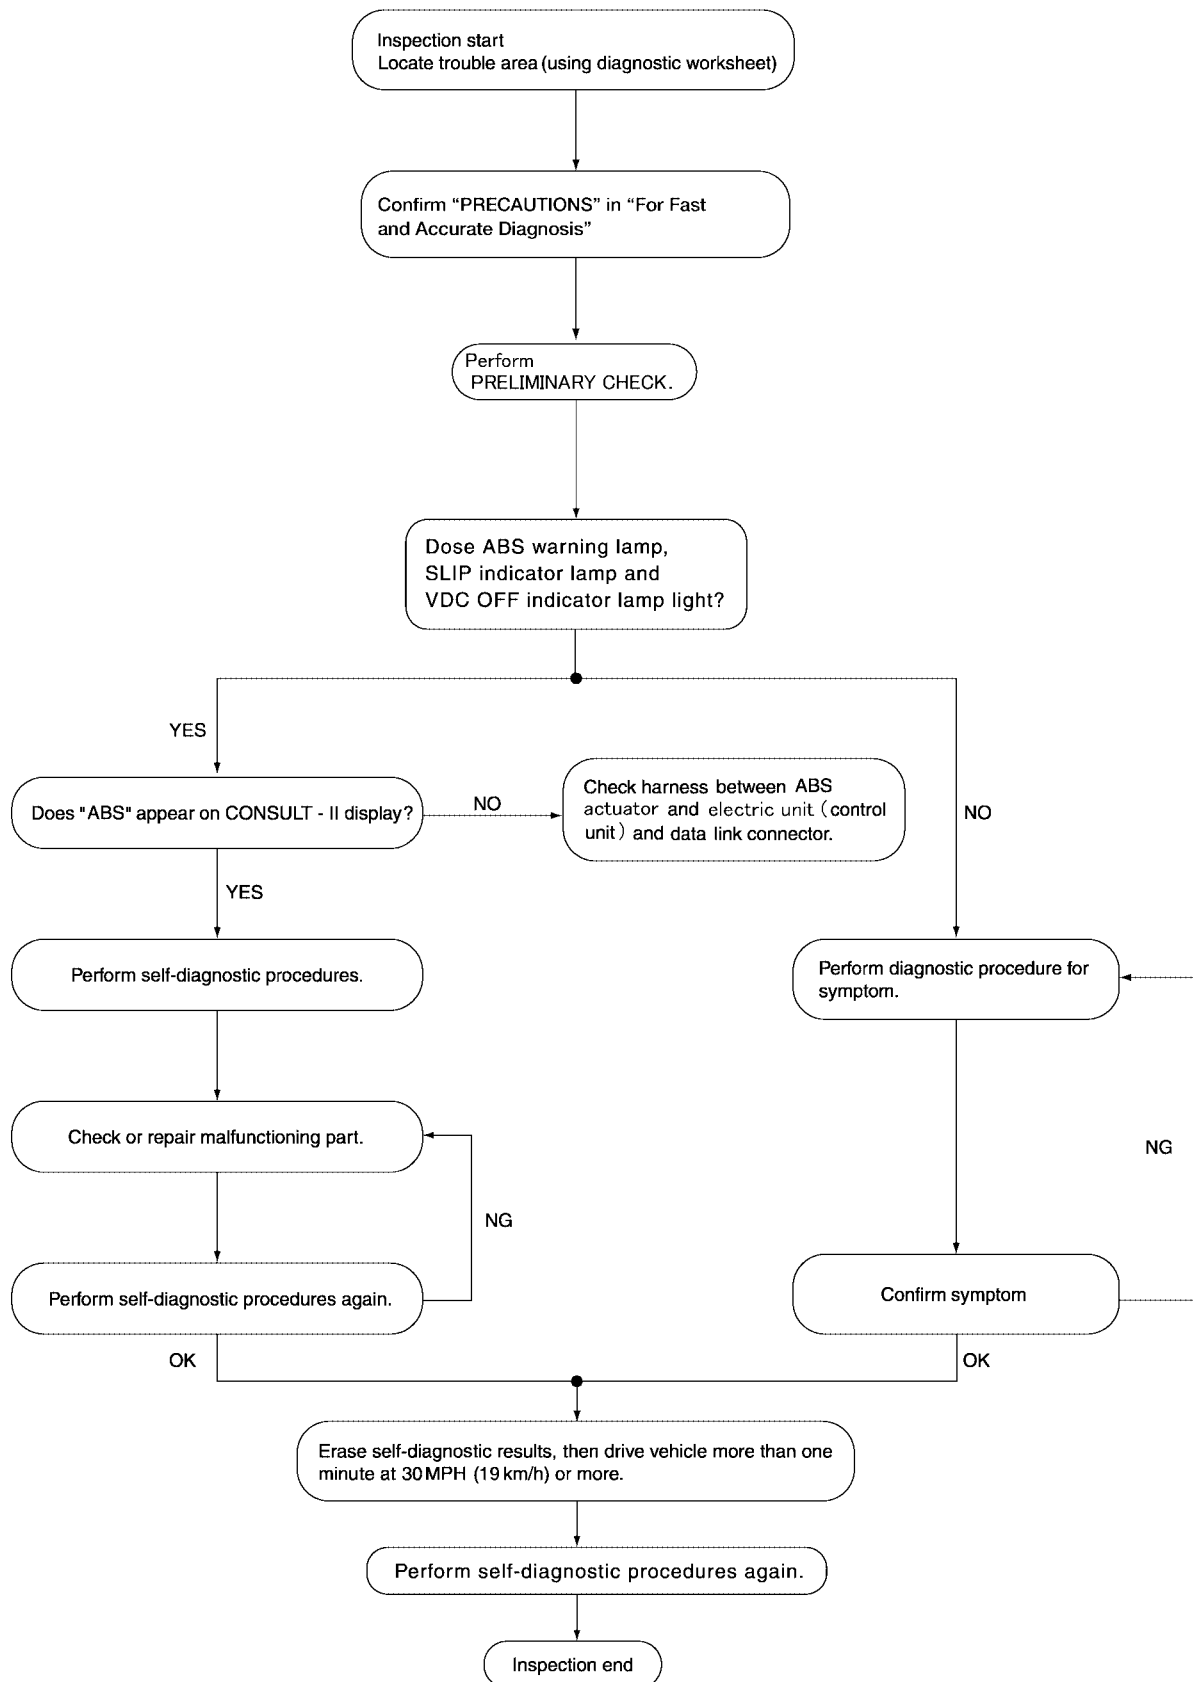 Inspection start
Locate trouble area (using diagnostic worksheet)
Confirm “PRECAUTIONS” in “For Fast
and Accurate Diagnosis”
Perform
PRELIMINARY CHECK.
Dose ABS warning lamp,
SLIP indicator lamp and
VDC OFF indicator lamp light?
YES
NO
Does "ABS" appear on CONSULT - II display?
NO
Check harness between ABS
actuator and electric unit (control
unit) and data link connector.
YES
Perform self-diagnostic procedures.
Perform diagnostic procedure for
symptom.
Check or repair malfunctioning part.
NG
NG
Perform self-diagnostic procedures again.
Confirm symptom
OK
OK
Erase self-diagnostic results, then drive vehicle more than one
minute at 30 MPH (19 km/h) or more.
Perform self-diagnostic procedures again.
Inspection end